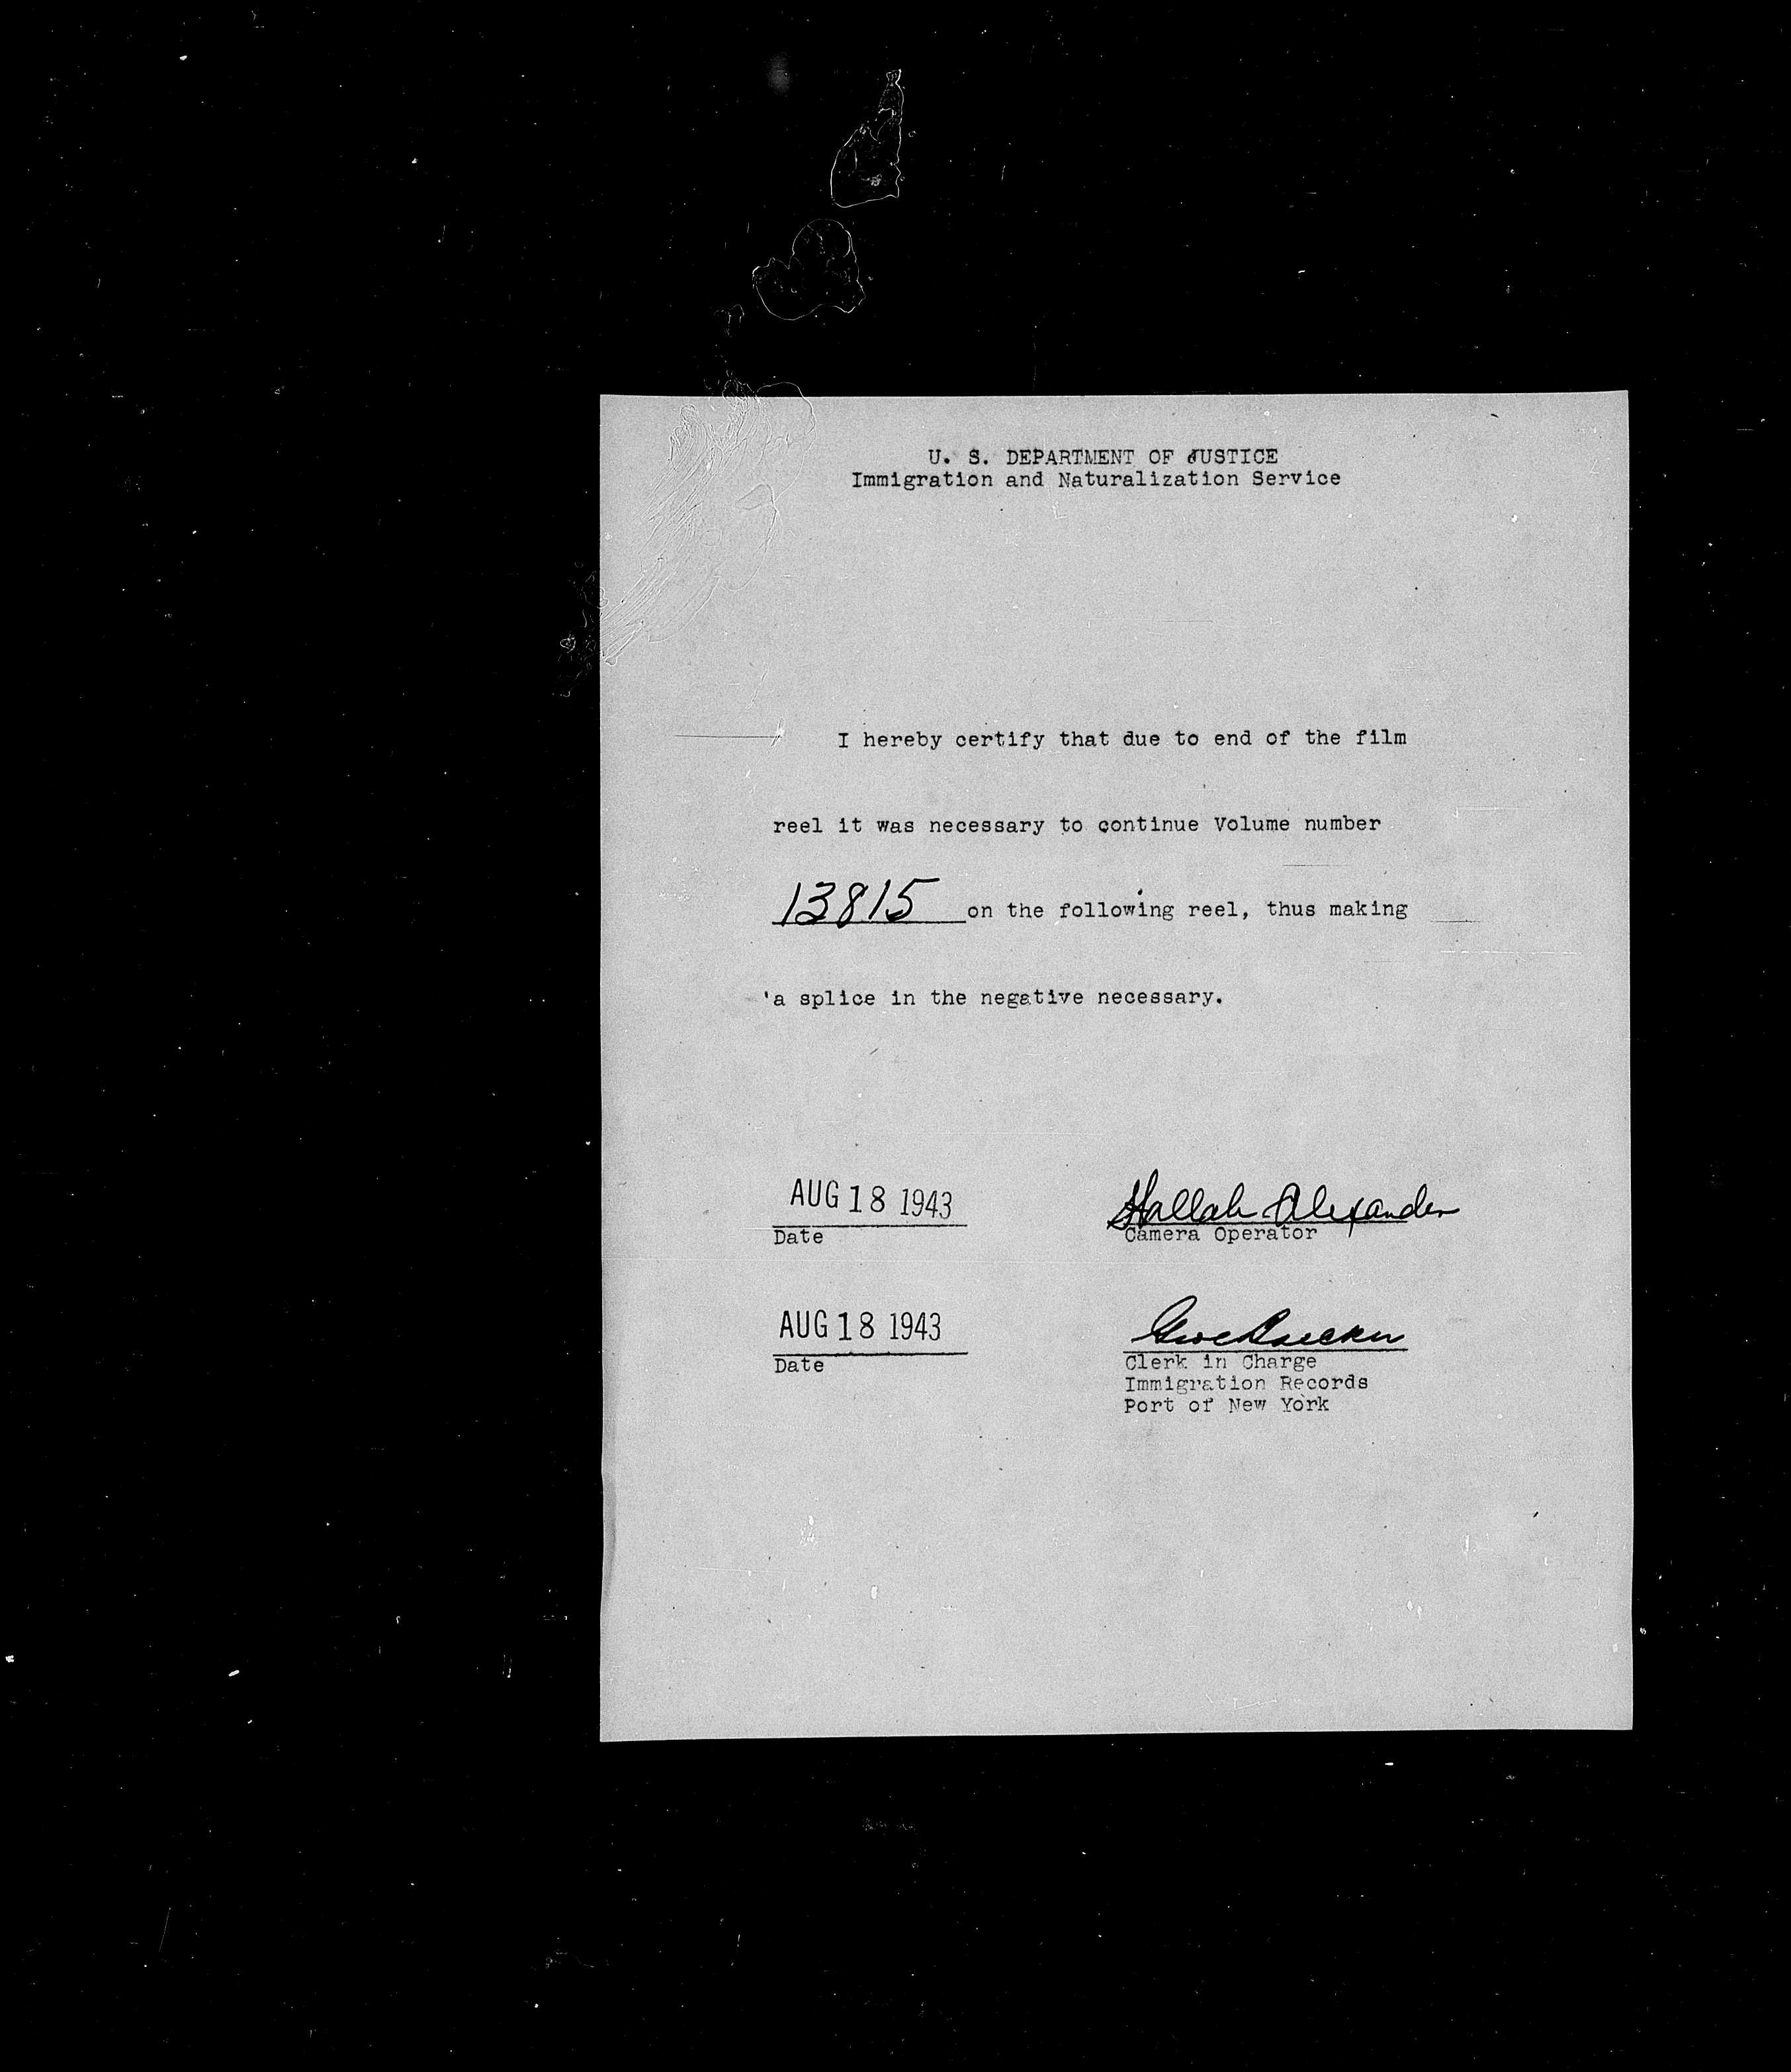 U. S. DEPARTMENT OF JUSTICE
Immigration and Naturalization Service
I hereby certify that due to end of the film
reel it was necessary to continue Volume number
13815 on the following reel, thus making
a splice in the negative necessary.
AUG 18 1943
Date
Alexander
Camera Operator
AUG 18 1943
Date
Clerk in Charge
Immigration Records
Port of New York